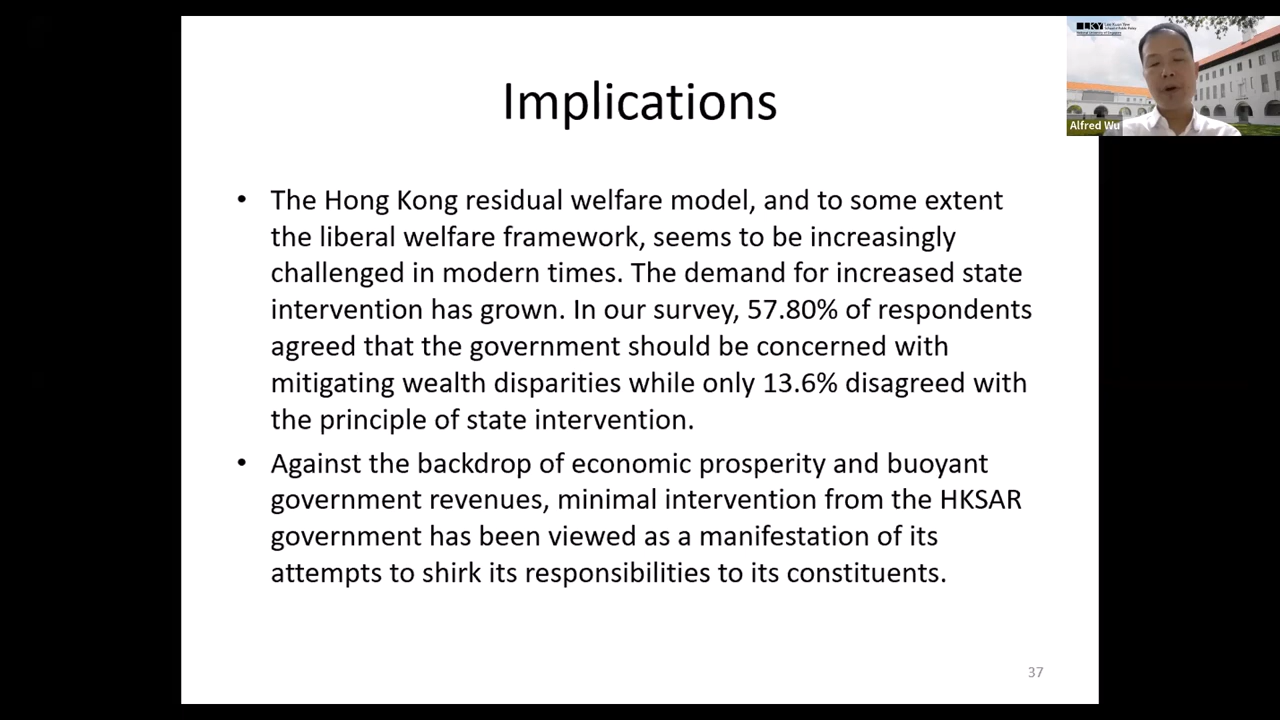 Implications
• The Hong Kong residual welfare model, and to some extent
the liberal welfare framework, seems to be increasingly
challenged in modern times. The demand for increased state
intervention has grown. In our survey, 57.80% of respondents
agreed that the government should be concerned with
mitigating wealth disparities while only 13.6% disagreed with
the principle of state intervention.
• Against the backdrop of economic prosperity and buoyant
government revenues, minimal intervention from the HKSAR
government has been viewed as a manifestation of its
attempts to shirk its responsibilities to its constituents.
37
LKY
Alfred Wu